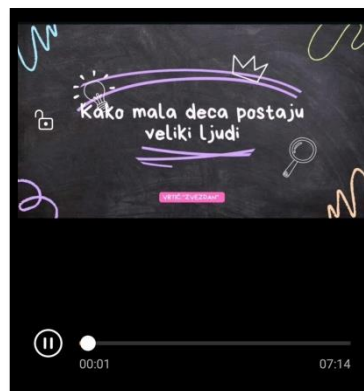 Kako mala deca postaju
veliki ljudi
VRTIĆ "ZVEZDAN"
00:01
07:14